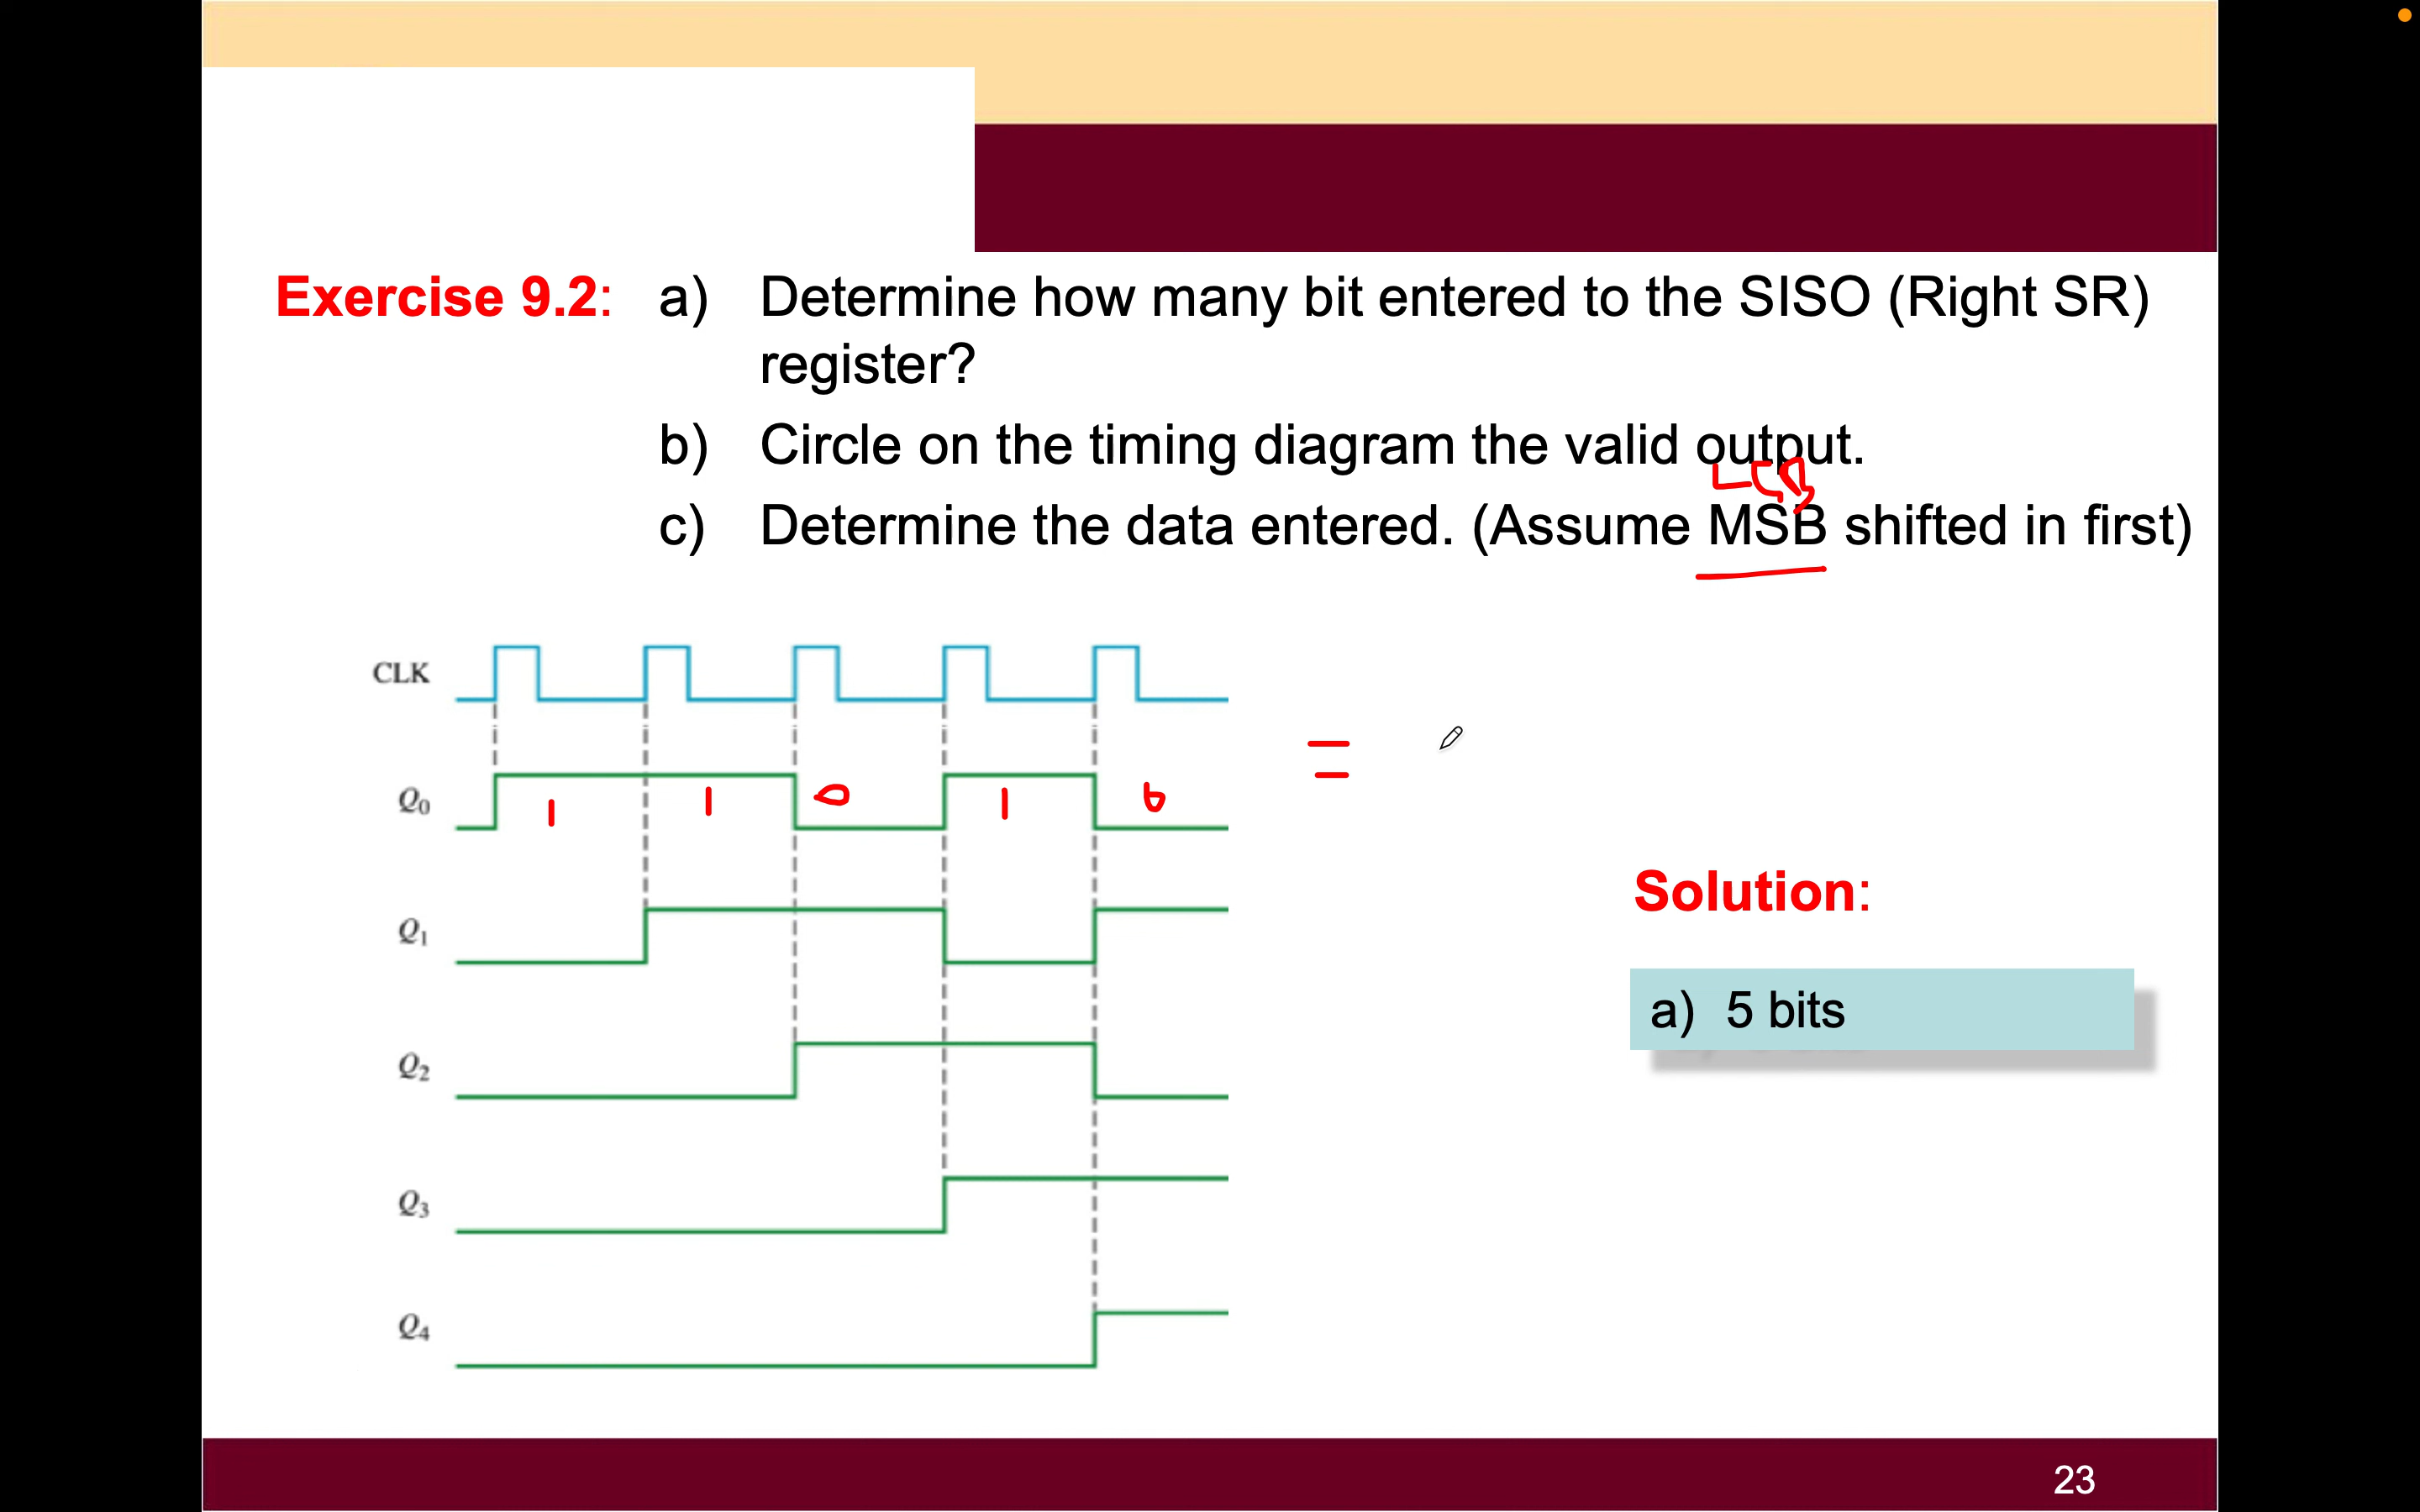 Exercise 9.2: a) Determine how many bit entered to the SISO (Right SR)
register?
b) Circle on the timing diagram the valid output.
LSB
c) Determine the data entered. (Assume MSB shifted in first)
CLK
Q0 1 1 0 1 0 =
Solution:
Q1
a) 5 bits
Q2
Q3
Q4
23